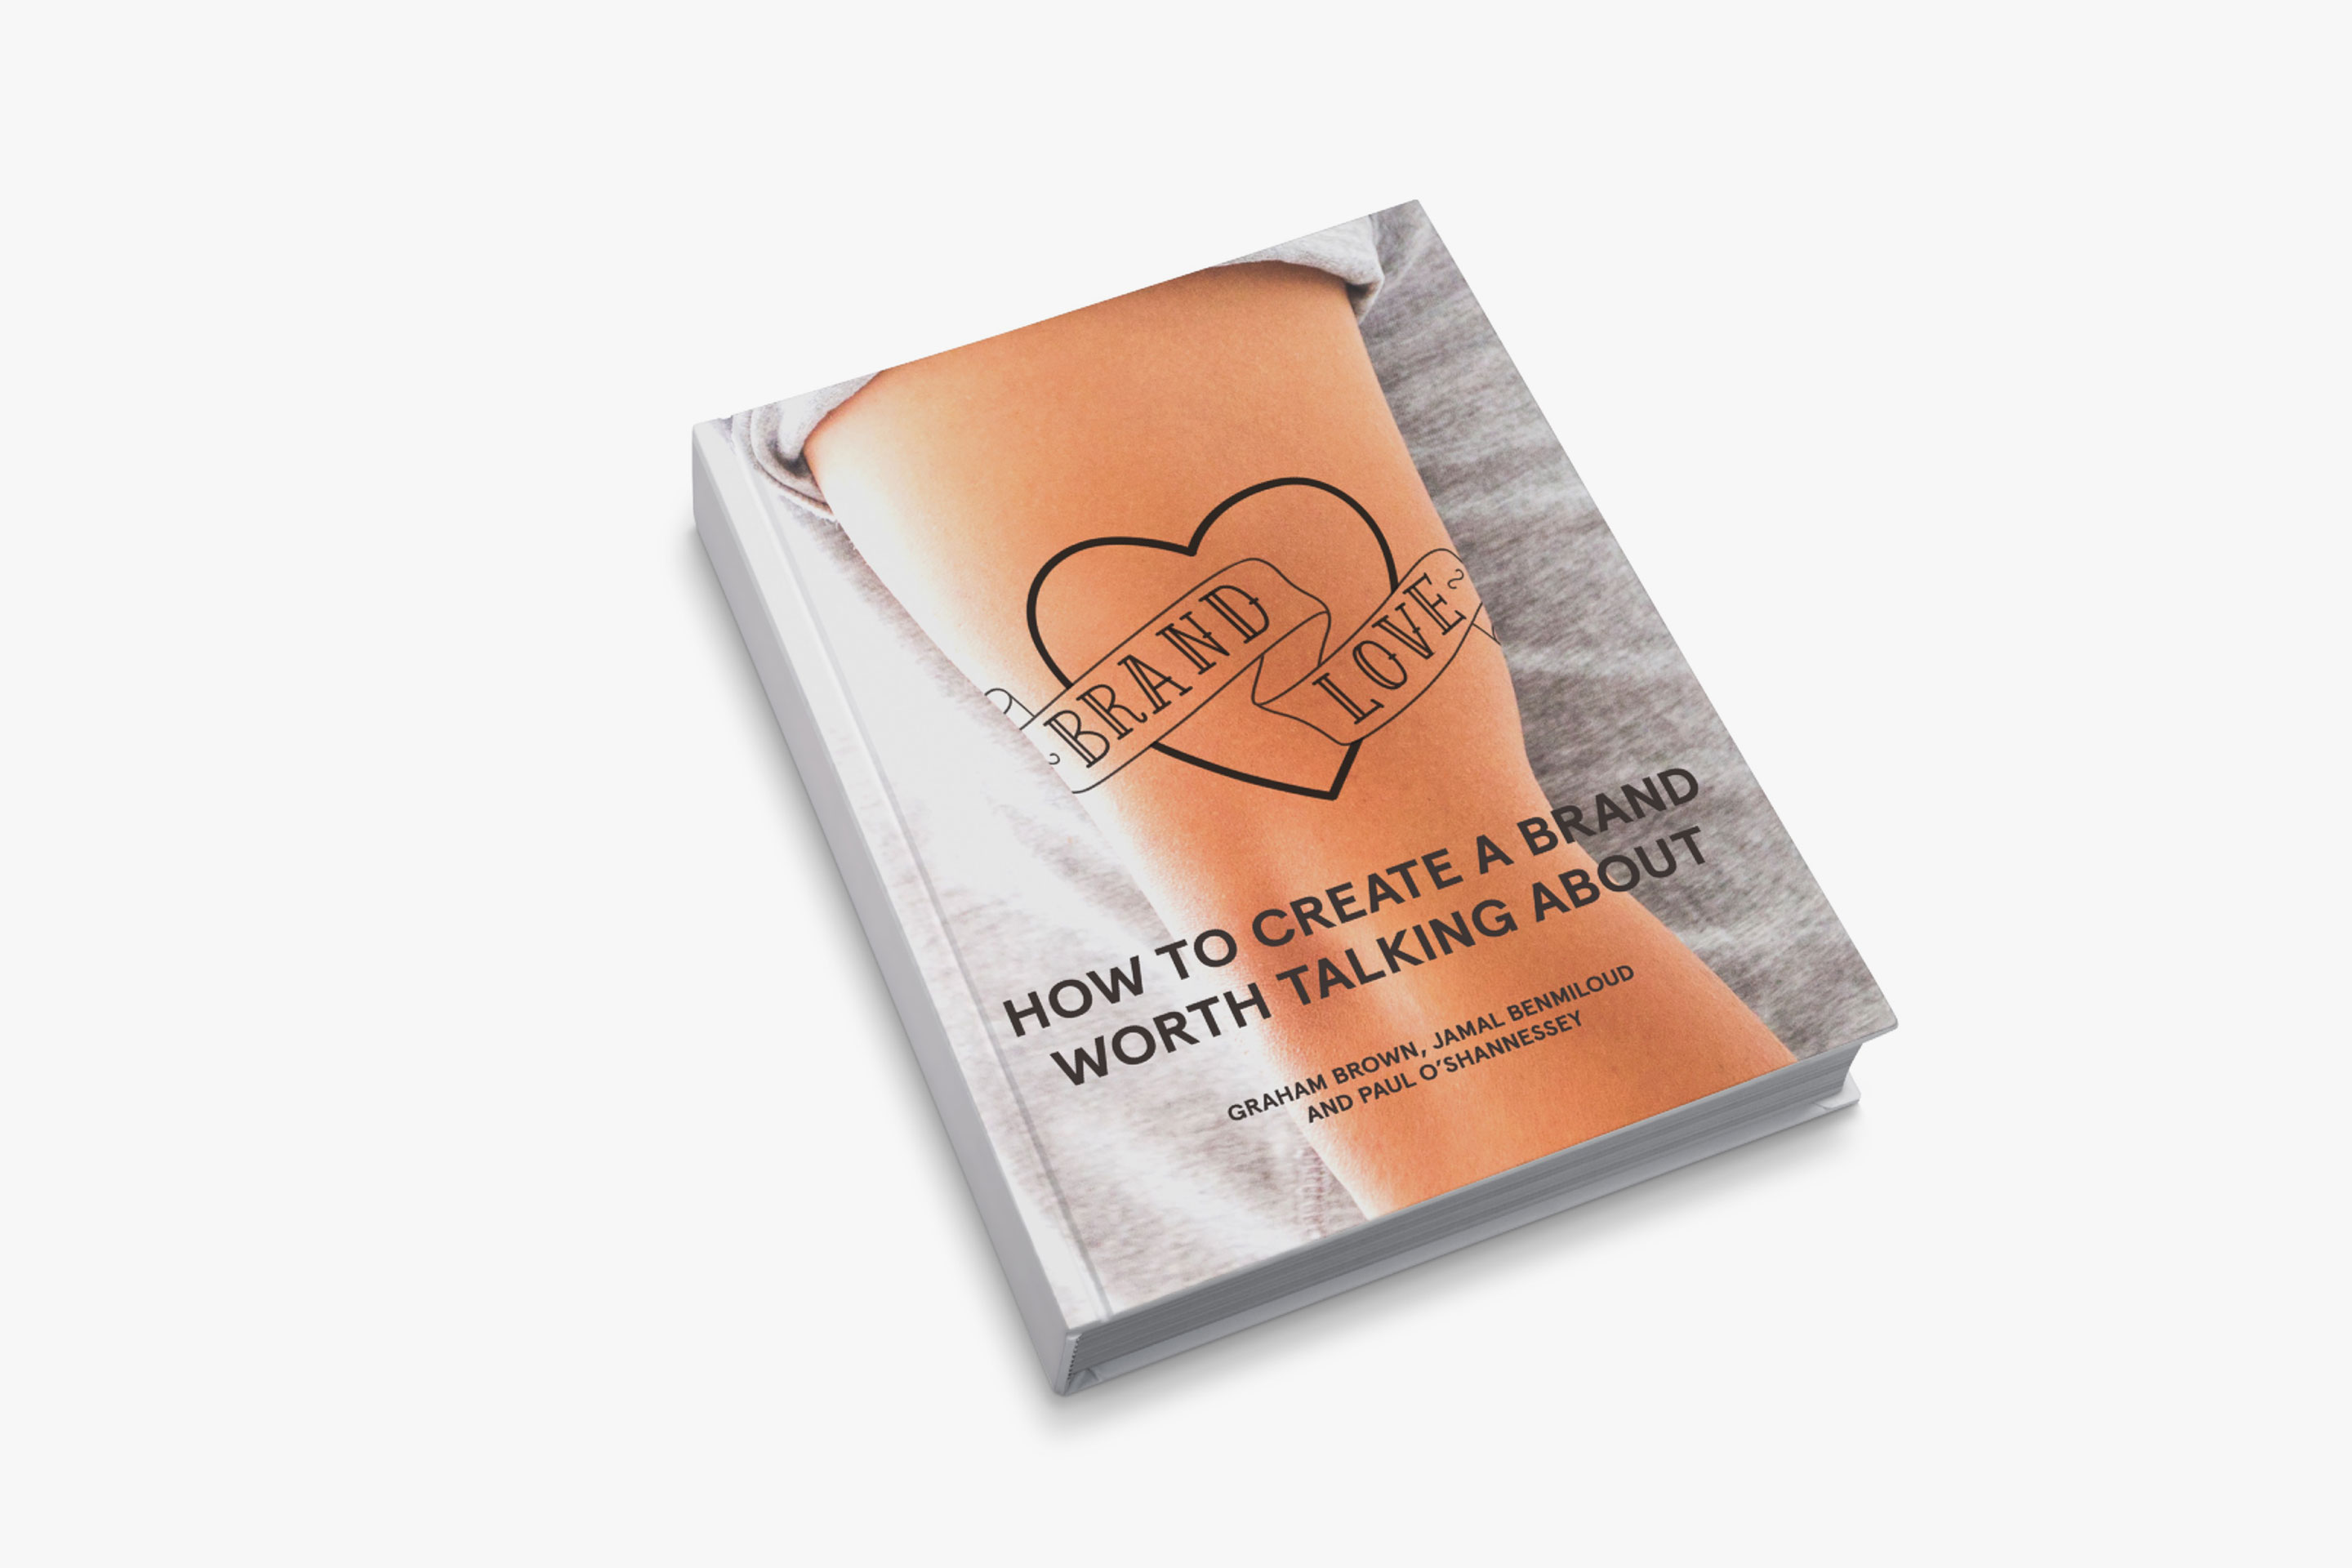 BRAND
LOVE
HOW TO CREATE A BRAND
WORTH TALKING ABOUT
GRAHAM BROWN, JAMAL BENMILOUD
AND PAUL O'SHANNESSEY